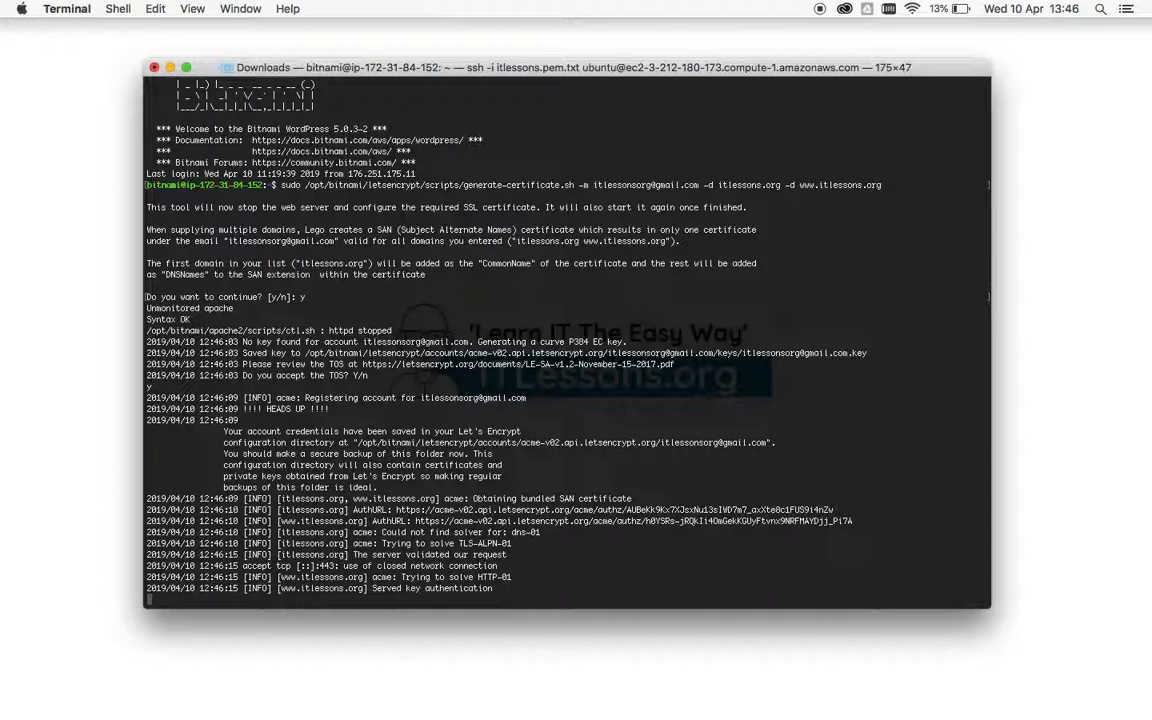 Terminal Shell Edit View Window Help 13% Wed 10 Apr 13:46
Downloads — bitnami@ip-172-31-84-152: ~ — ssh -i itlessons.pem.txt ubuntu@ec2-3-212-180-173.compute-1.amazonaws.com — 175×47
*** Welcome to the Bitnami WordPress 5.0.3-2 ***
*** Documentation: https://docs.bitnami.com/aws/apps/wordpress/ ***
*** https://docs.bitnami.com/aws/ ***
*** Bitnami Forums: https://community.bitnami.com/ ***
Last login: Wed Apr 10 11:19:39 2019 from 176.251.175.11
[bitnami@ip-172-31-84-152:~$ sudo /opt/bitnami/letsencrypt/scripts/generate-certificate.sh -m itlessonsorg@gmail.com -d itlessons.org -d www.itlessons.org ]
This tool will now stop the web server and configure the required SSL certificate. It will also start it again once finished.
When supplying multiple domains, Lego creates a SAN (Subject Alternate Names) certificate which results in only one certificate
under the email "itlessonsorg@gmail.com" valid for all domains you entered ("itlessons.org www.itlessons.org").
The first domain in your list ("itlessons.org") will be added as the "CommonName" of the certificate and the rest will be added
as "DNSNames" to the SAN extension within the certificate
[Do you want to continue? [y/n]: y ]
Unmonitored apache
Syntax OK
/opt/bitnami/apache2/scripts/ctl.sh : httpd stopped
2019/04/10 12:46:03 No key found for account itlessonsorg@gmail.com. Generating a curve P384 EC key.
2019/04/10 12:46:03 Saved key to /opt/bitnami/letsencrypt/accounts/acme-v02.api.letsencrypt.org/itlessonsorg@gmail.com/keys/itlessonsorg@gmail.com.key
2019/04/10 12:46:03 Please review the TOS at https://letsencrypt.org/documents/LE-SA-v1.2-November-15-2017.pdf
2019/04/10 12:46:03 Do you accept the TOS? Y/n
y
2019/04/10 12:46:09 [INFO] acme: Registering account for itlessonsorg@gmail.com
2019/04/10 12:46:09 !!!! HEADS UP !!!!
2019/04/10 12:46:09
Your account credentials have been saved in your Let's Encrypt
configuration directory at "/opt/bitnami/letsencrypt/accounts/acme-v02.api.letsencrypt.org/itlessonsorg@gmail.com".
You should make a secure backup of this folder now. This
configuration directory will also contain certificates and
private keys obtained from Let's Encrypt so making regular
backups of this folder is ideal.
2019/04/10 12:46:09 [INFO] [itlessons.org, www.itlessons.org] acme: Obtaining bundled SAN certificate
2019/04/10 12:46:10 [INFO] [itlessons.org] AuthURL:
2019/04/10 12:46:10 [INFO] [www.itlessons.org] AuthURL:
2019/04/10 12:46:10 [INFO] [itlessons.org] acme: Could not find solver for: dns-01
2019/04/10 12:46:10 [INFO] [itlessons.org] acme: Trying to solve TLS-ALPN-01
2019/04/10 12:46:15 [INFO] [itlessons.org] The server validated our request
2019/04/10 12:46:15 accept tcp [::]:443: use of closed network connection
2019/04/10 12:46:15 [INFO] [www.itlessons.org] acme: Trying to solve HTTP-01
2019/04/10 12:46:15 [INFO] [www.itlessons.org] Served key authentication
'Learn IT The Easy Way'
ITLessons.org